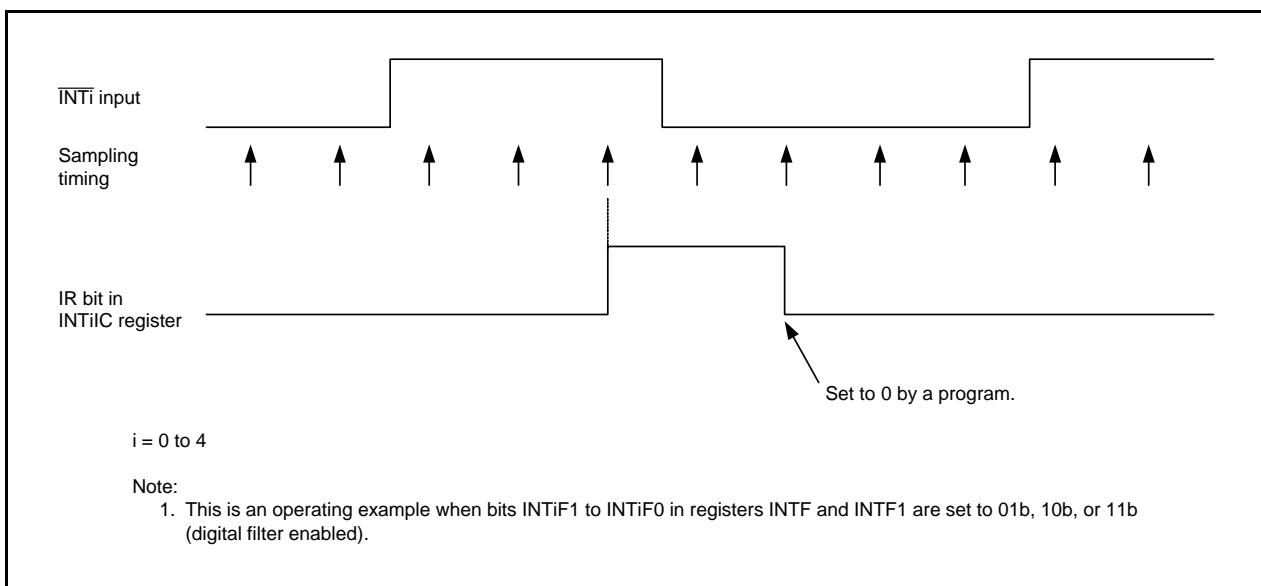 INTi input
Sampling
timing
IR bit in
INTiIC register
Set to 0 by a program.
i = 0 to 4
Note:
1. This is an operating example when bits INTiF1 to INTiF0 in registers INTF and INTF1 are set to 01b, 10b, or 11b
(digital filter enabled).